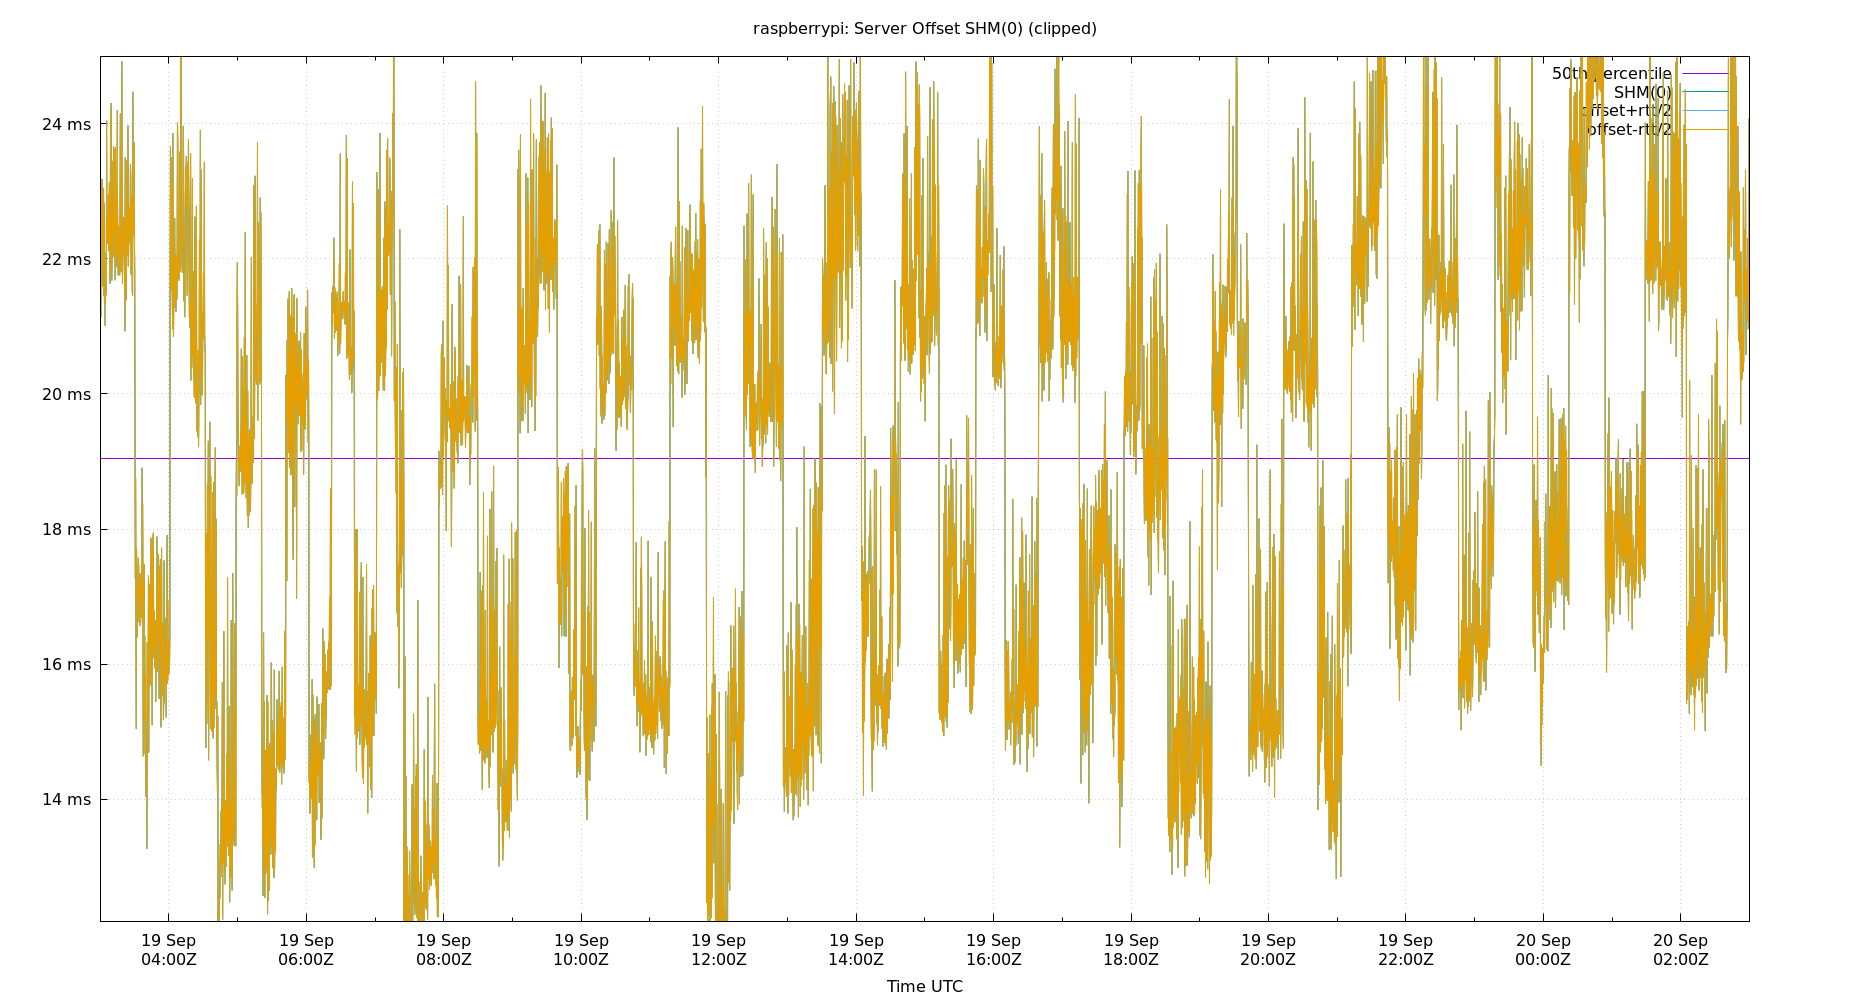 raspberrypi: Server Offset SHM(0) (clipped)
50th percentile
SHM(0)
offset+rtt/2
offset-rtt/2
24 ms
22 ms
20 ms
18 ms
16 ms
14 ms
19 Sep 19 Sep 19 Sep 19 Sep 19 Sep 19 Sep 19 Sep 19 Sep 19 Sep 19 Sep 20 Sep 20 Sep
04:00Z 06:00Z 08:00Z 10:00Z 12:00Z 14:00Z 16:00Z 18:00Z 20:00Z 22:00Z 00:00Z 02:00Z
Time UTC